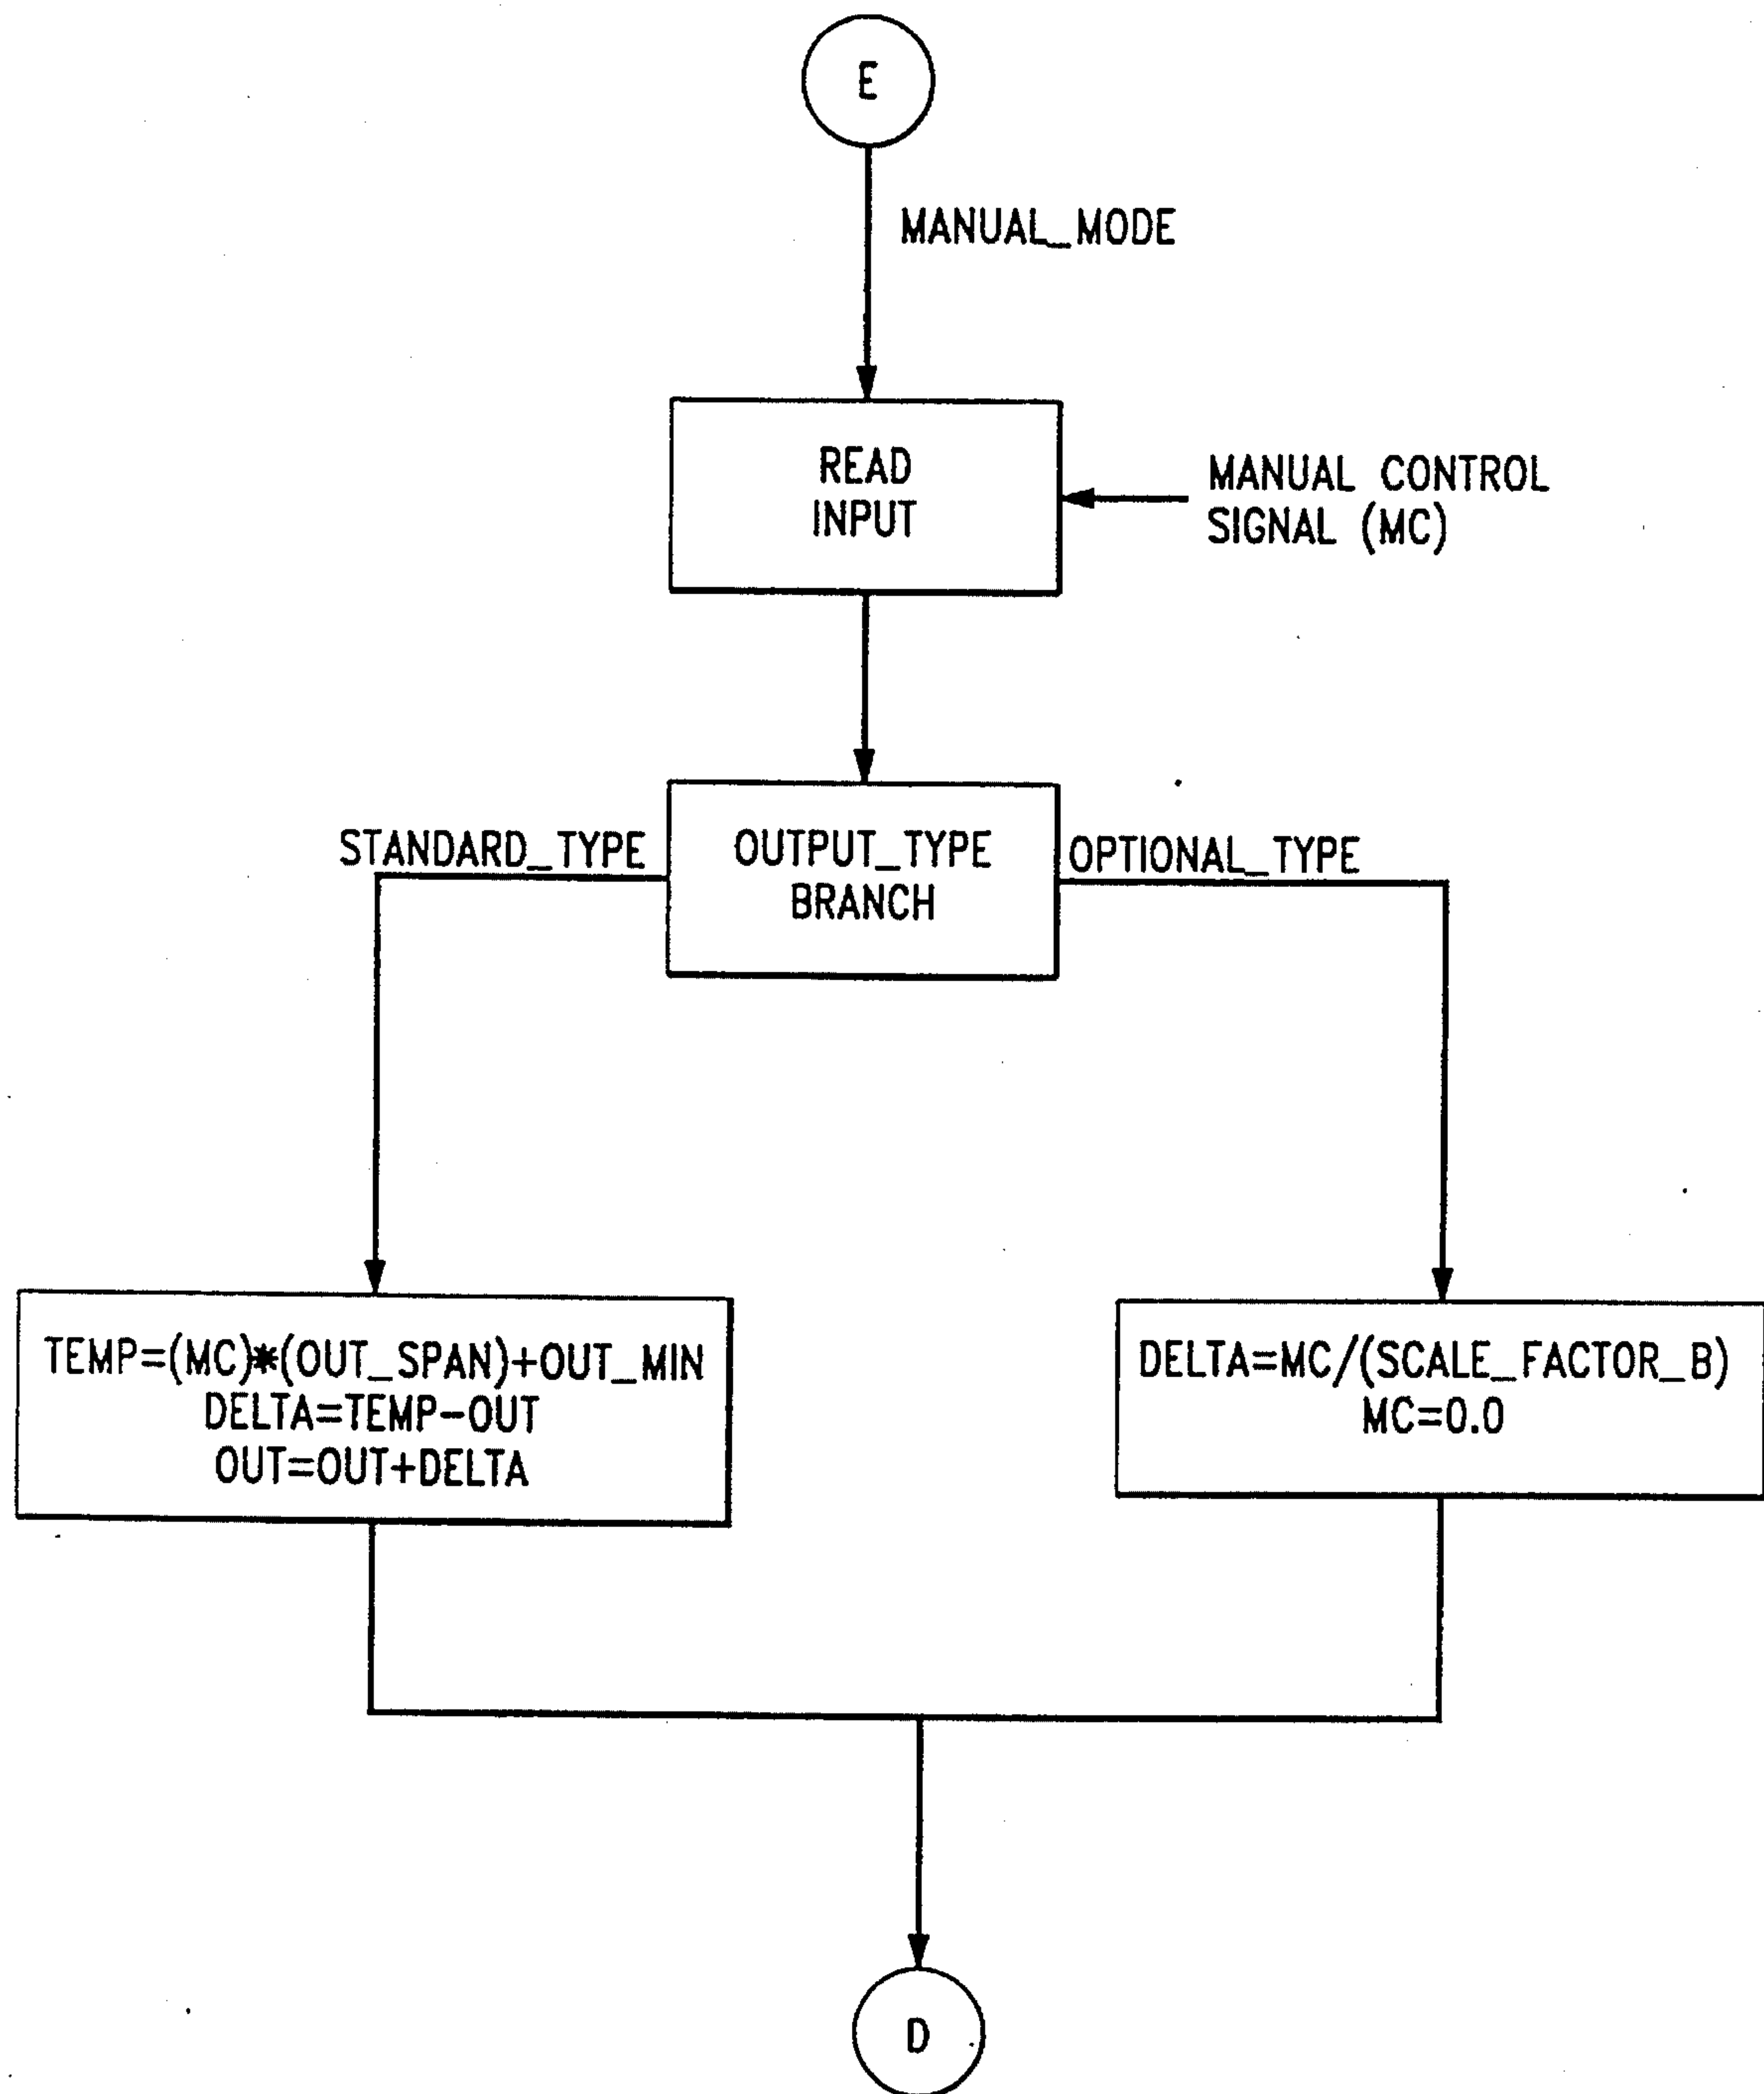 E
MANUAL_MODE
READ
INPUT
MANUAL CONTROL
SIGNAL (MC)
STANDARD_TYPE
OUTPUT_TYPE
BRANCH
OPTIONAL_TYPE
TEMP=(MC)*(OUT_SPAN)+OUT_MIN
DELTA=TEMP-OUT
OUT=OUT+DELTA
DELTA=MC/(SCALE_FACTOR_B)
MC=0.0
D